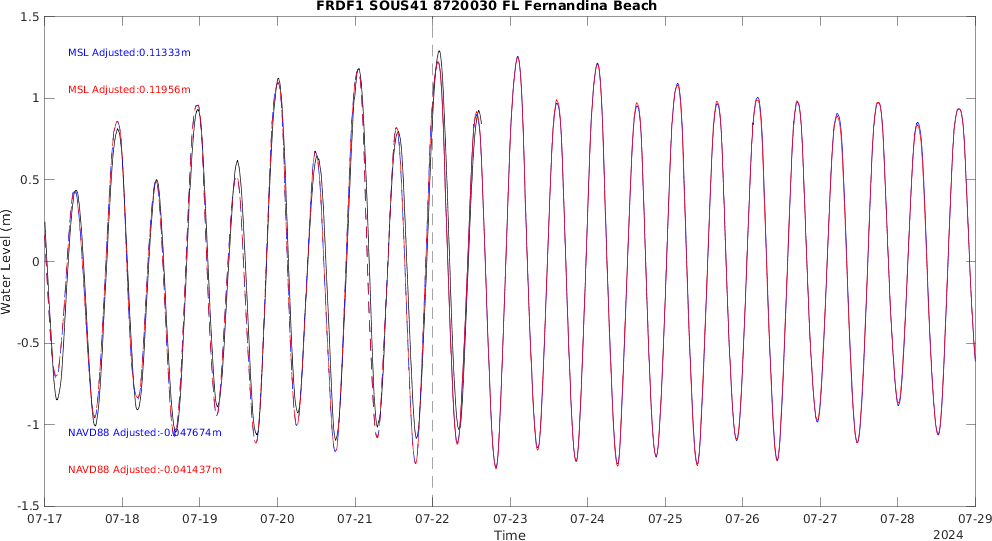 FRDF1 SOUS41 8720030 FL Fernandina Beach
1.5
MSL Adjusted:0.11333m
MSL Adjusted:0.11956m
1
0.5
Water Level (m)
0
-0.5
-1
NAVD88 Adjusted:-0.047674m
NAVD88 Adjusted:-0.041437m
-1.5
07-17 07-18 07-19 07-20 07-21 07-22 07-23 07-24 07-25 07-26 07-27 07-28 07-29
Time
2024